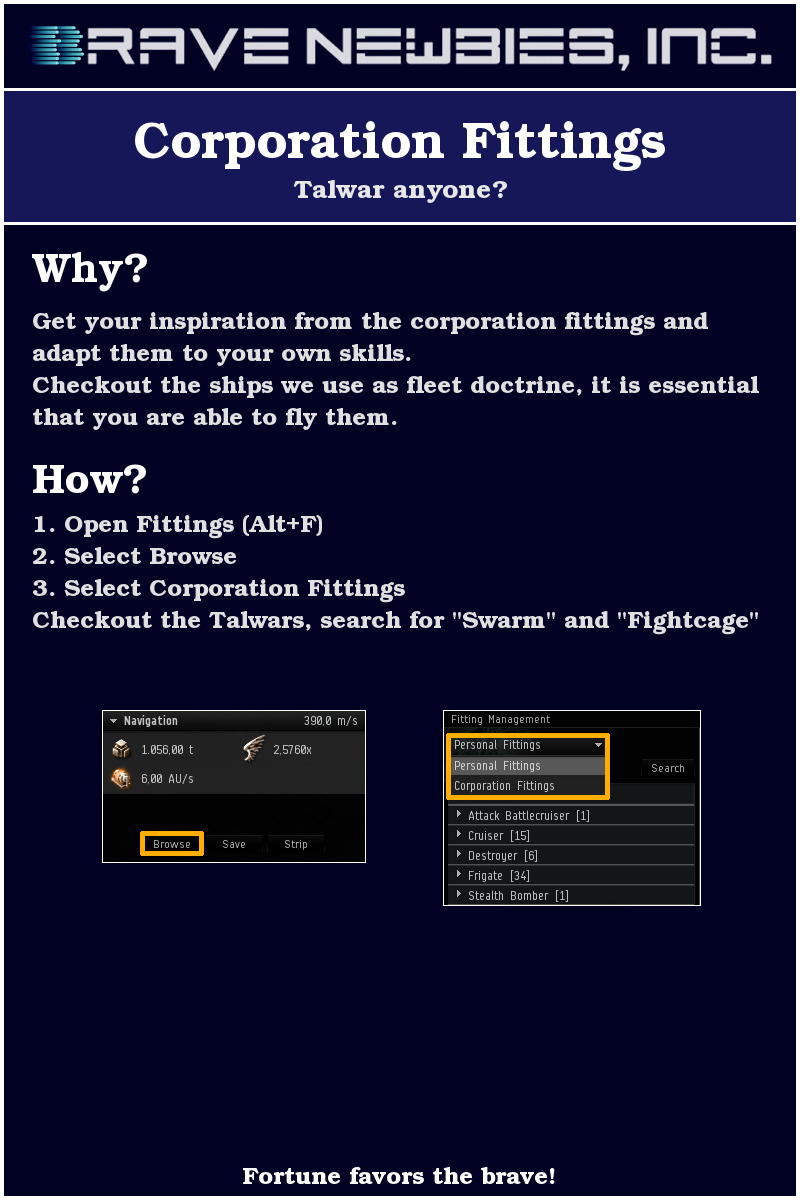 BRAVE NEWBIES, INC.
Corporation Fittings
Talwar anyone?
Why?
Get your inspiration from the corporation fittings and
adapt them to your own skills.
Checkout the ships we use as fleet doctrine, it is essential
that you are able to fly them.
How?
1. Open Fittings (Alt+F)
2. Select Browse
3. Select Corporation Fittings
Checkout the Talwars, search for "Swarm" and "Fightcage"
Navigation 390,0 m/s
1.056,00 t 2,5760x
6,00 AU/s
Browse Save Strip
Fitting Management
Personal Fittings
Personal Fittings
Search
Corporation Fittings
Attack Battlecruiser [1]
Cruiser [15]
Destroyer [6]
Frigate [34]
Stealth Bomber [1]
Fortune favors the brave!